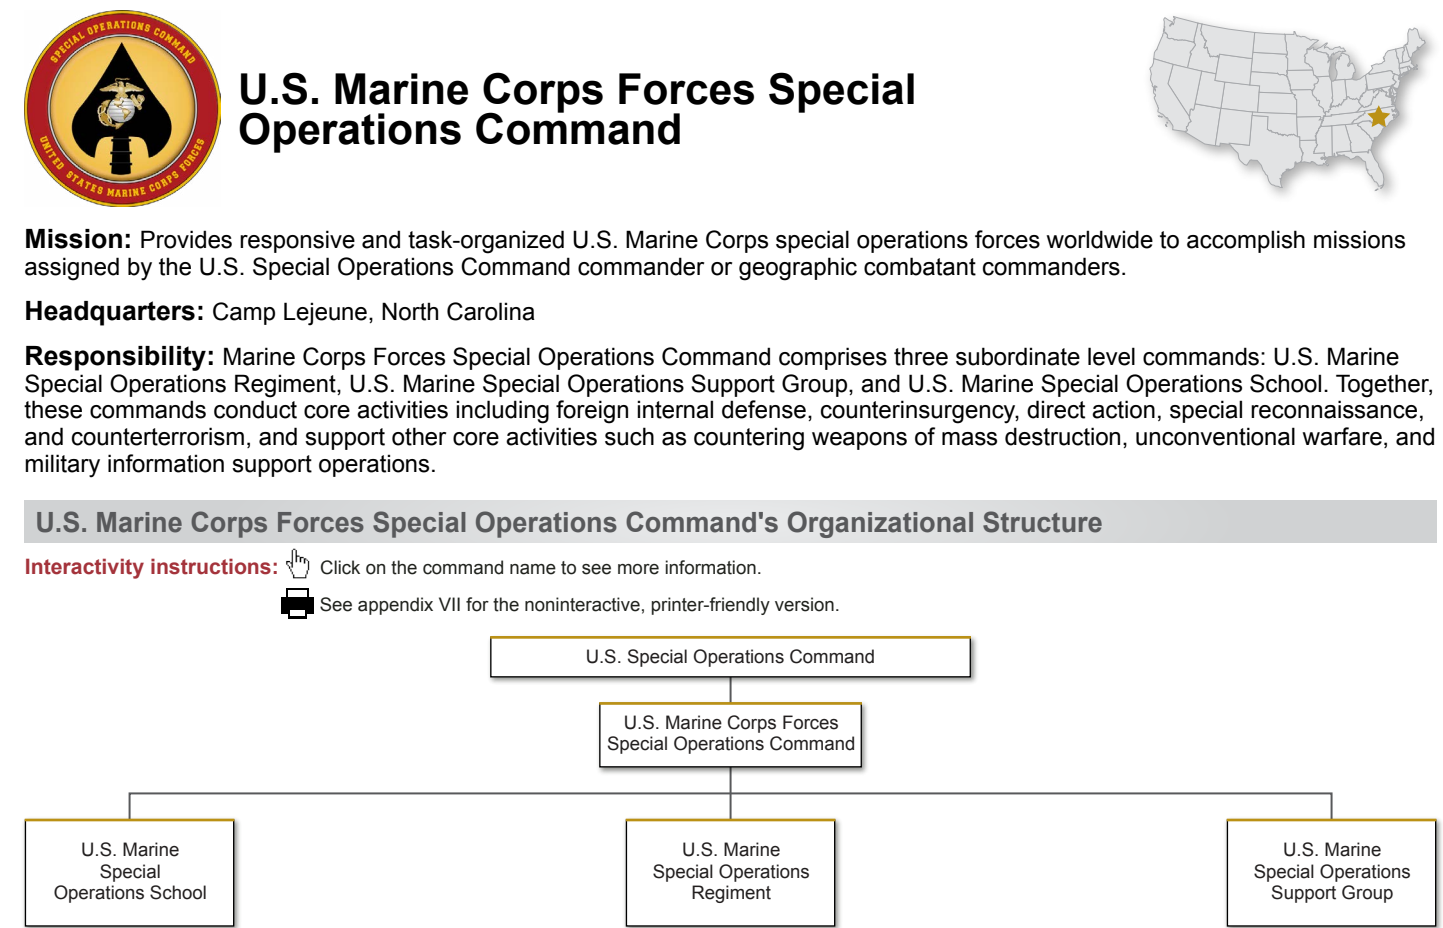 SPECIAL OPERATIONS COMMAND
UNITED STATES MARINE CORPS FORCES
U.S. Marine Corps Forces Special
Operations Command
Mission: Provides responsive and task-organized U.S. Marine Corps special operations forces worldwide to accomplish missions
assigned by the U.S. Special Operations Command commander or geographic combatant commanders.
Headquarters: Camp Lejeune, North Carolina
Responsibility: Marine Corps Forces Special Operations Command comprises three subordinate level commands: U.S. Marine
Special Operations Regiment, U.S. Marine Special Operations Support Group, and U.S. Marine Special Operations School. Together,
these commands conduct core activities including foreign internal defense, counterinsurgency, direct action, special reconnaissance,
and counterterrorism, and support other core activities such as countering weapons of mass destruction, unconventional warfare, and
military information support operations.
U.S. Marine Corps Forces Special Operations Command's Organizational Structure
Interactivity instructions: Click on the command name to see more information.
See appendix VII for the noninteractive, printer-friendly version.
U.S. Special Operations Command
U.S. Marine Corps Forces
Special Operations Command
U.S. Marine
Special
Operations School
U.S. Marine
Special Operations
Regiment
U.S. Marine
Special Operations
Support Group